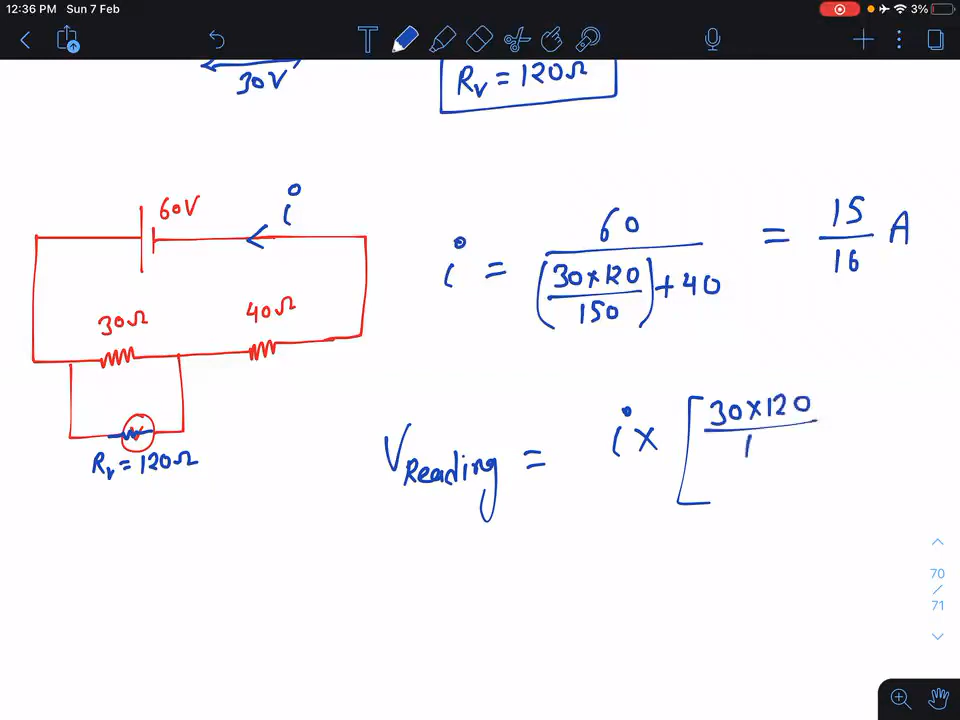 12:36 PM Sun 7 Feb
3%
T
30V
Rv = 120Ω
60V
i
30Ω
40Ω
V
Rv = 120Ω
i = 60 / ((30×120 / 150) + 40) = 15 / 16 A
VReading = i × [30×120 / 1
70
/
71